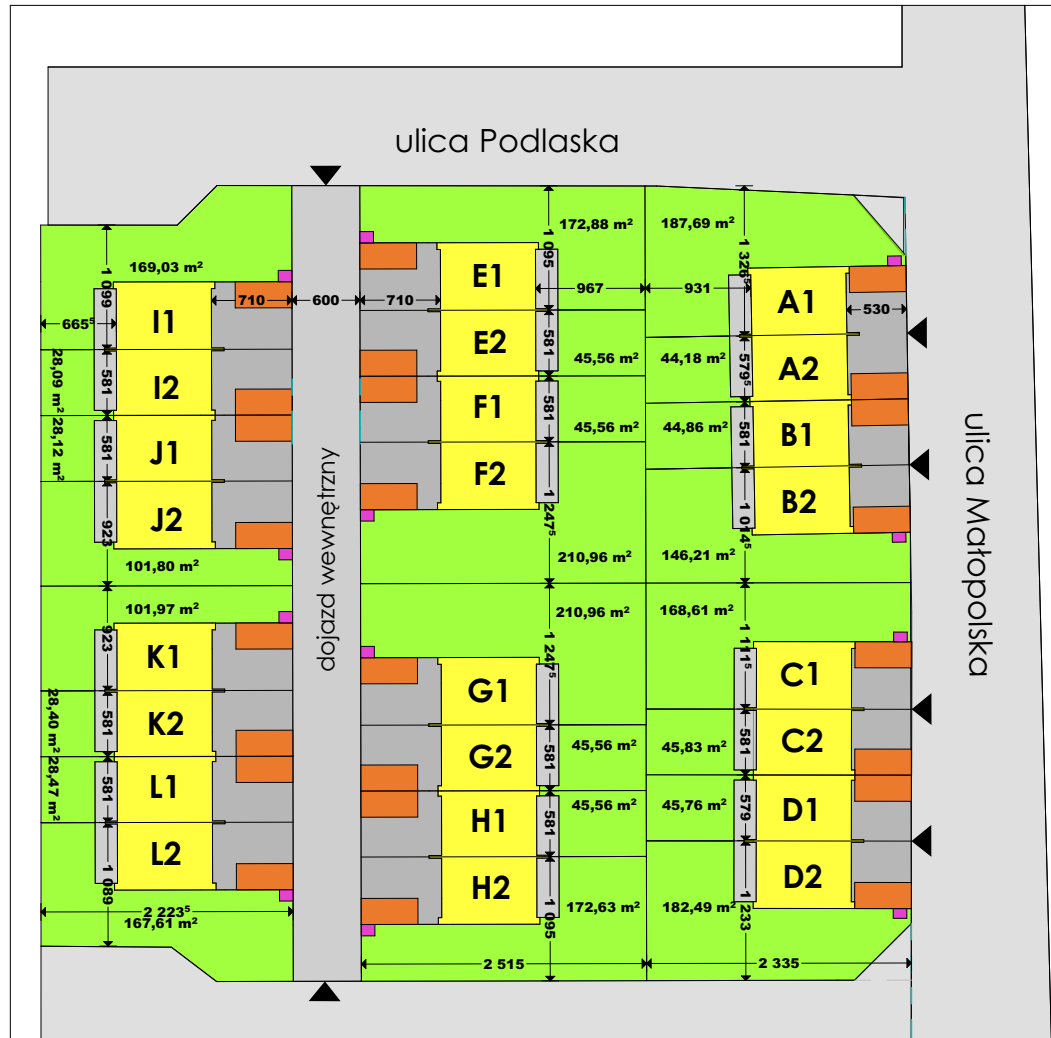 ulica Podlaska
172,88 m²
187,69 m²
169,03 m²
1 099
1 095
1 326⁵
E1
A1
I1
710
600
710
967
931
530
665⁵
E2
A2
I2
581
581
45,56 m²
44,18 m²
579⁵
28,09 m²
F1
B1
J1
581
581
45,56 m²
44,86 m²
581
28,12 m²
F2
B2
J2
923
1 247⁵
1 014⁵
101,80 m²
210,96 m²
146,21 m²
dojazd wewnętrzny
ulica Małopolska
101,97 m²
210,96 m²
168,61 m²
923
1 247⁵
1 111⁵
K1
G1
C1
K2
G2
C2
581
581
45,56 m²
45,83 m²
581
28,40 m²
L1
H1
D1
581
581
45,56 m²
45,76 m²
579
28,47 m²
L2
H2
D2
1 089
1 095
1 233
172,63 m²
182,49 m²
2 223⁵
167,61 m²
2 515
2 335